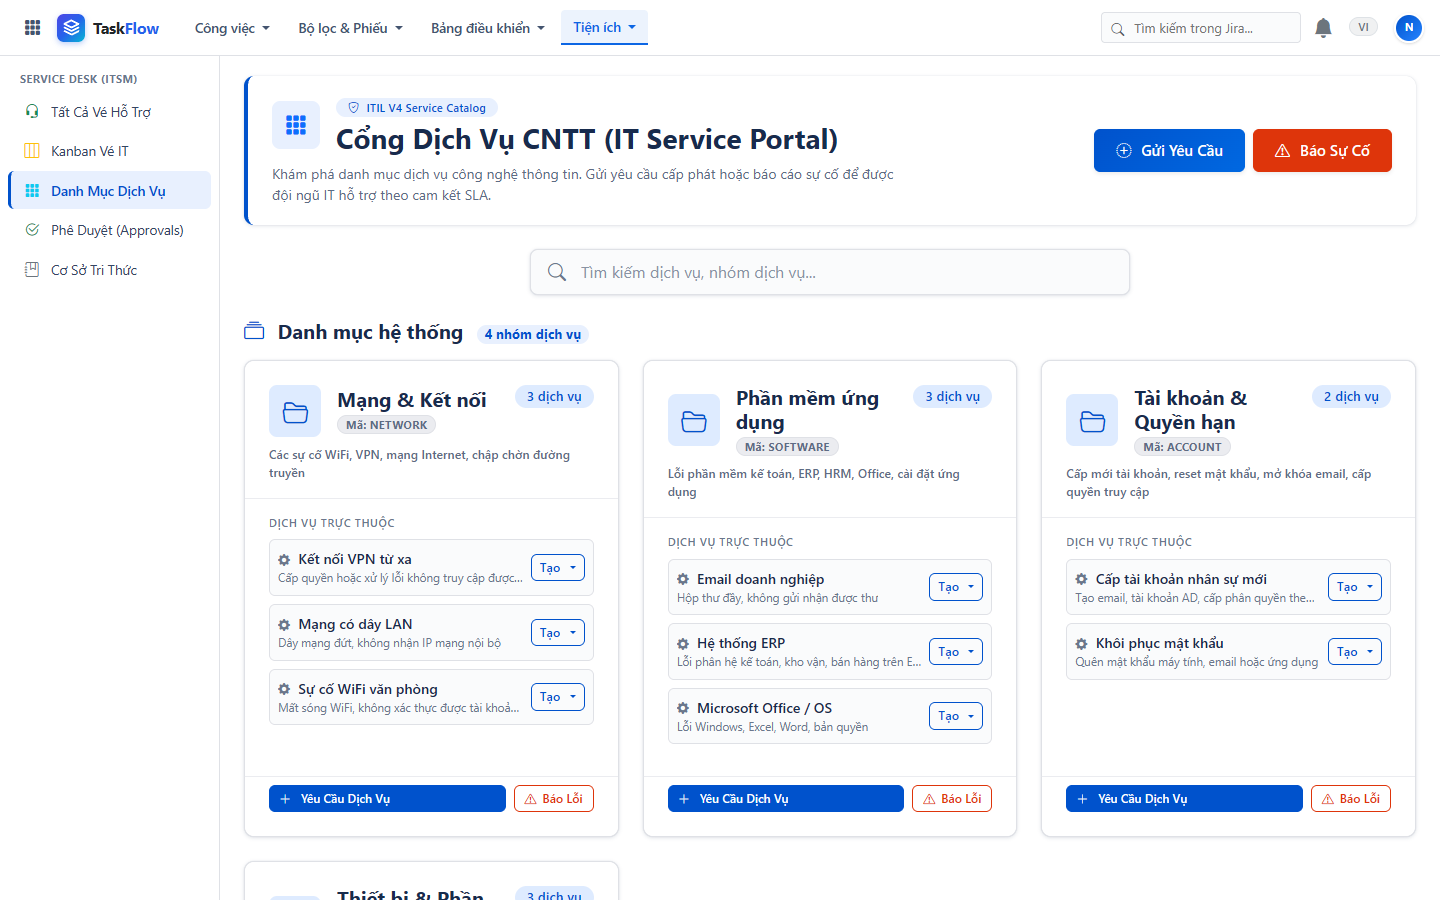 TaskFlow
Công việc
Bộ lọc & Phiếu
Bảng điều khiển
Tiện ích
Tìm kiếm trong Jira...
VI
N
SERVICE DESK (ITSM)
Tất Cả Vé Hỗ Trợ
Kanban Vé IT
Danh Mục Dịch Vụ
Phê Duyệt (Approvals)
Cơ Sở Tri Thức
ITIL V4 Service Catalog
Cổng Dịch Vụ CNTT (IT Service Portal)
Khám phá danh mục dịch vụ công nghệ thông tin. Gửi yêu cầu cấp phát hoặc báo cáo sự cố để được
đội ngũ IT hỗ trợ theo cam kết SLA.
Gửi Yêu Cầu
Báo Sự Cố
Tìm kiếm dịch vụ, nhóm dịch vụ...
Danh mục hệ thống
4 nhóm dịch vụ
Mạng & Kết nối
3 dịch vụ
Mã: NETWORK
Các sự cố WiFi, VPN, mạng Internet, chập chờn đường
truyền
DỊCH VỤ TRỰC THUỘC
Kết nối VPN từ xa
Cấp quyền hoặc xử lý lỗi không truy cập được...
Tạo
Mạng có dây LAN
Dây mạng đứt, không nhận IP mạng nội bộ
Tạo
Sự cố WiFi văn phòng
Mất sóng WiFi, không xác thực được tài khoả...
Tạo
Yêu Cầu Dịch Vụ
Báo Lỗi
Phần mềm ứng
dụng
3 dịch vụ
Mã: SOFTWARE
Lỗi phần mềm kế toán, ERP, HRM, Office, cài đặt ứng
dụng
DỊCH VỤ TRỰC THUỘC
Email doanh nghiệp
Hộp thư đầy, không gửi nhận được thư
Tạo
Hệ thống ERP
Lỗi phân hệ kế toán, kho vận, bán hàng trên E...
Tạo
Microsoft Office / OS
Lỗi Windows, Excel, Word, bản quyền
Tạo
Yêu Cầu Dịch Vụ
Báo Lỗi
Tài khoản &
Quyền hạn
2 dịch vụ
Mã: ACCOUNT
Cấp mới tài khoản, reset mật khẩu, mở khóa email, cấp
quyền truy cập
DỊCH VỤ TRỰC THUỘC
Cấp tài khoản nhân sự mới
Tạo email, tài khoản AD, cấp phân quyền the...
Tạo
Khôi phục mật khẩu
Quên mật khẩu máy tính, email hoặc ứng dụng
Tạo
Yêu Cầu Dịch Vụ
Báo Lỗi
Thiết bị & Phần
3 dịch vụ